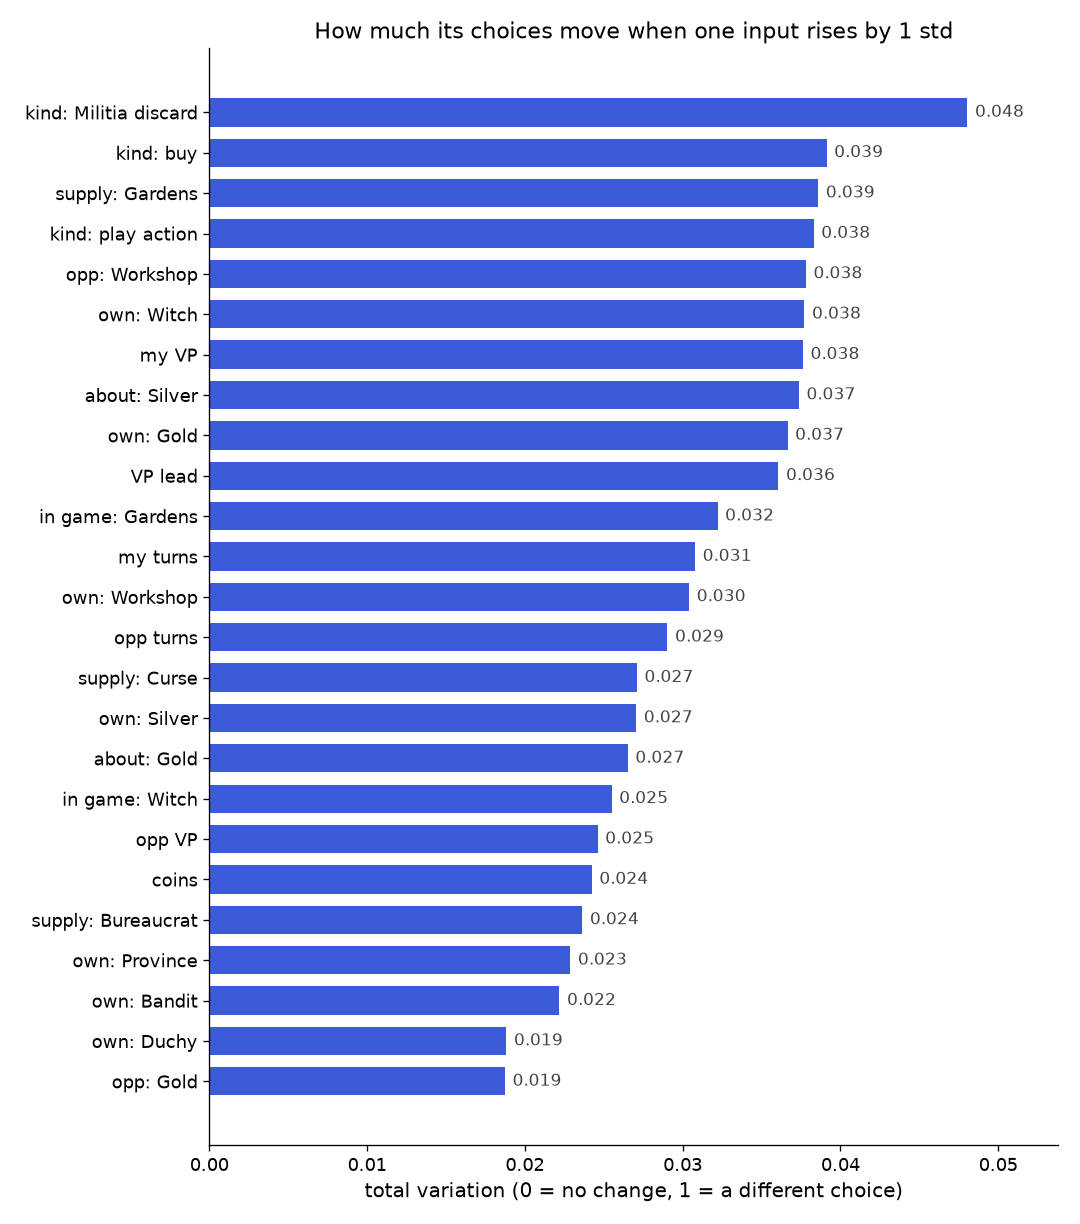 How much its choices move when one input rises by 1 std
kind: Militia discard 0.048
kind: buy 0.039
supply: Gardens 0.039
kind: play action 0.038
opp: Workshop 0.038
own: Witch 0.038
my VP 0.038
about: Silver 0.037
own: Gold 0.037
VP lead 0.036
in game: Gardens 0.032
my turns 0.031
own: Workshop 0.030
opp turns 0.029
supply: Curse 0.027
own: Silver 0.027
about: Gold 0.027
in game: Witch 0.025
opp VP 0.025
coins 0.024
supply: Bureaucrat 0.024
own: Province 0.023
own: Bandit 0.022
own: Duchy 0.019
opp: Gold 0.019
0.00 0.01 0.02 0.03 0.04 0.05
total variation (0 = no change, 1 = a different choice)